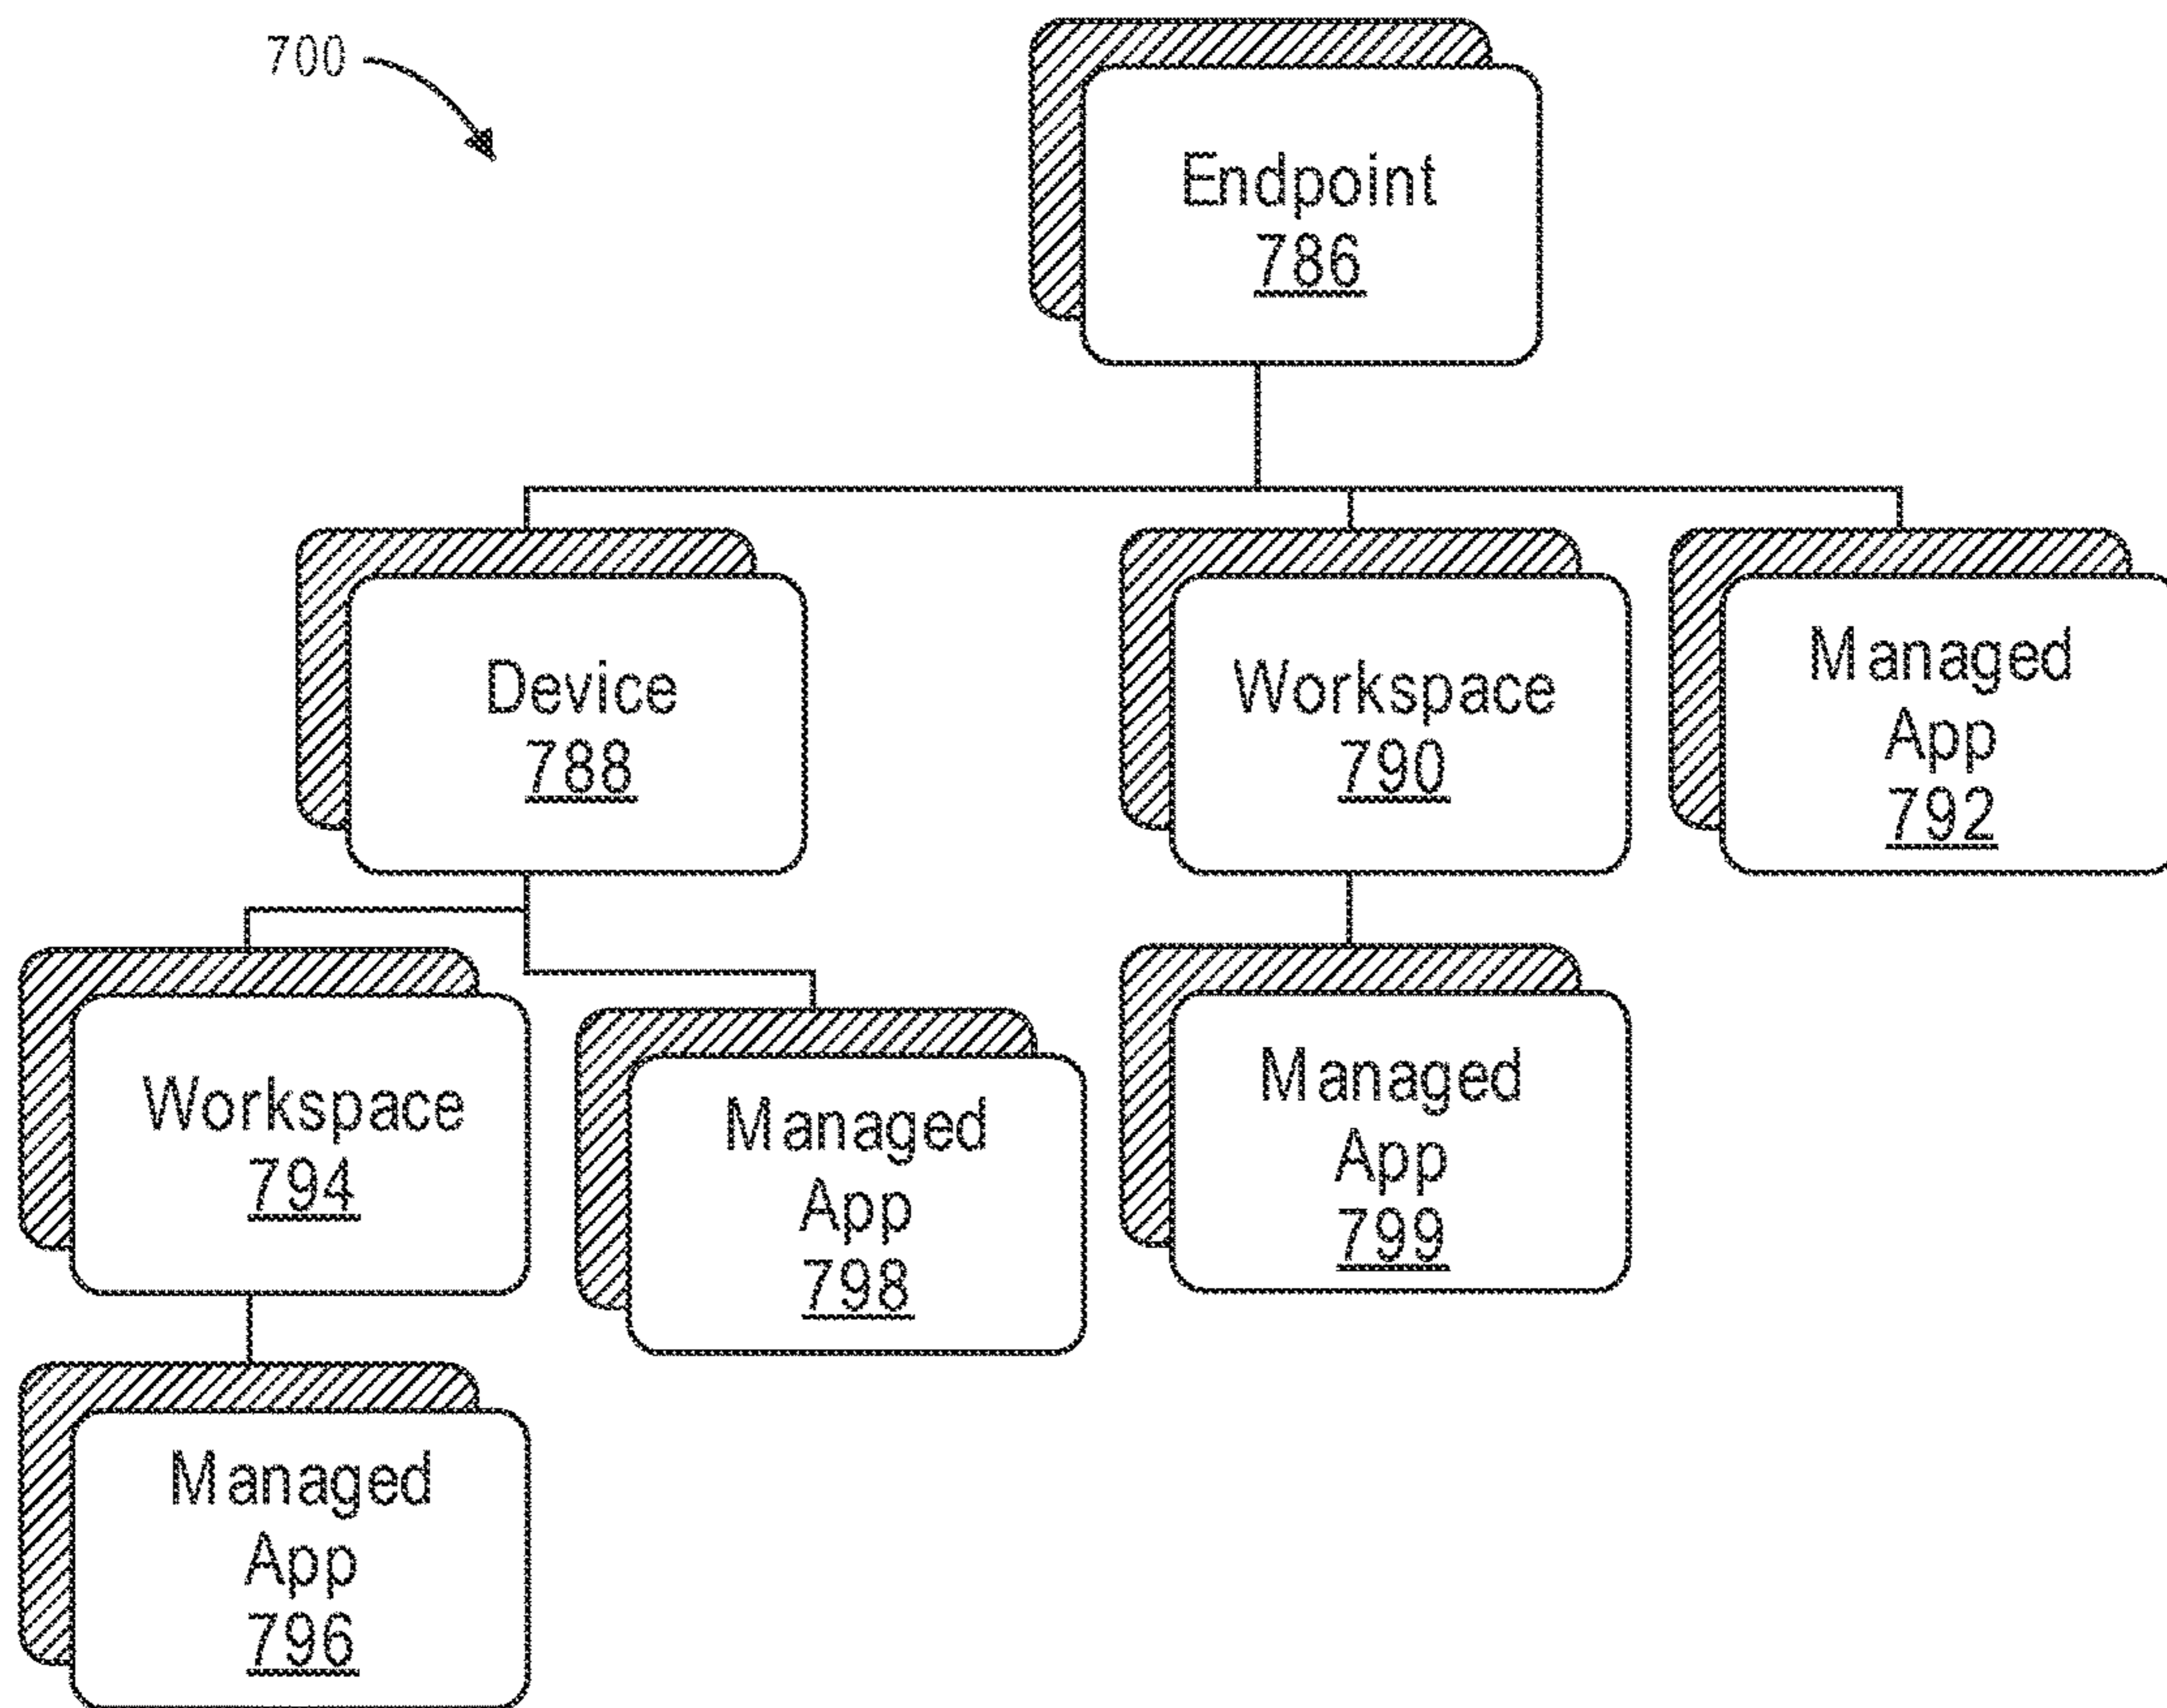 700
Endpoint
786
Device
788
Workspace
790
Managed
App
792
Workspace
794
Managed
App
798
Managed
App
799
Managed
App
796